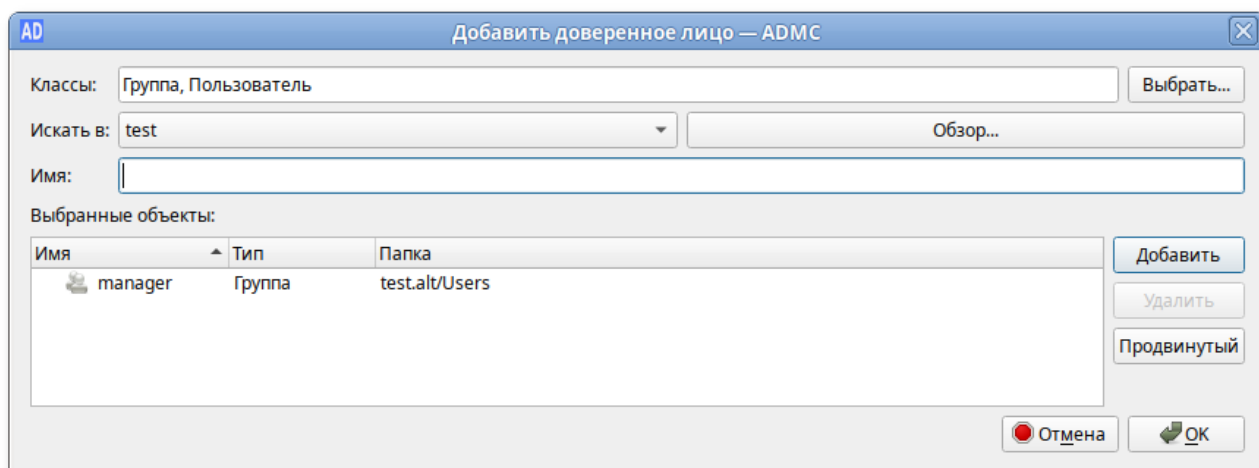 AD Добавить доверенное лицо — ADMC
Классы: Группа, Пользователь Выбрать...
Искать в: test Обзор...
Имя:
Выбранные объекты:
Имя Тип Папка Добавить
manager Группа test.alt/Users
Удалить
Продвинутый
Отмена OK